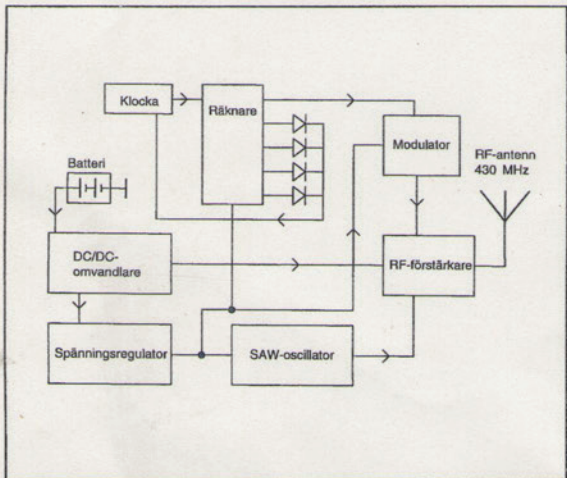 Klocka
Räknare
Modulator
RF-antenn
430 MHz
Batteri
DC/DC-
omvandlare
RF-förstärkare
Spänningsregulator
SAW-oscillator